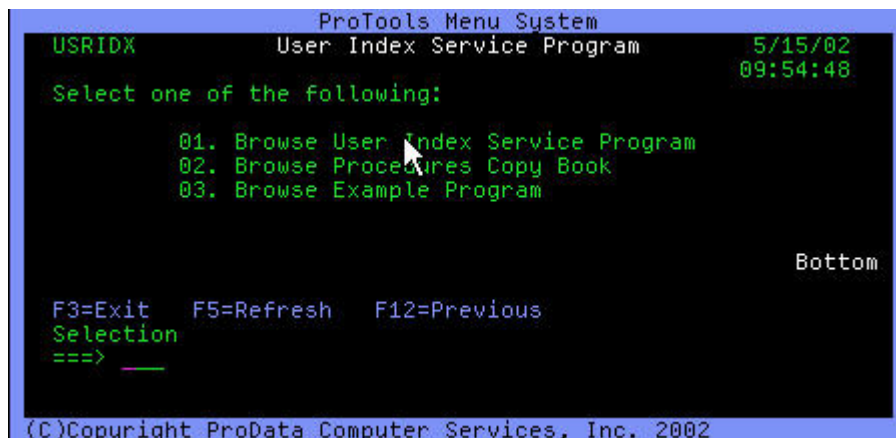 ProTools Menu System
USRIDX User Index Service Program 5/15/02
09:54:48
Select one of the following:
01. Browse User Index Service Program
02. Browse Procedures Copy Book
03. Browse Example Program
Bottom
F3=Exit F5=Refresh F12=Previous
Selection
===> ___
(C)Copyright ProData Computer Services, Inc. 2002